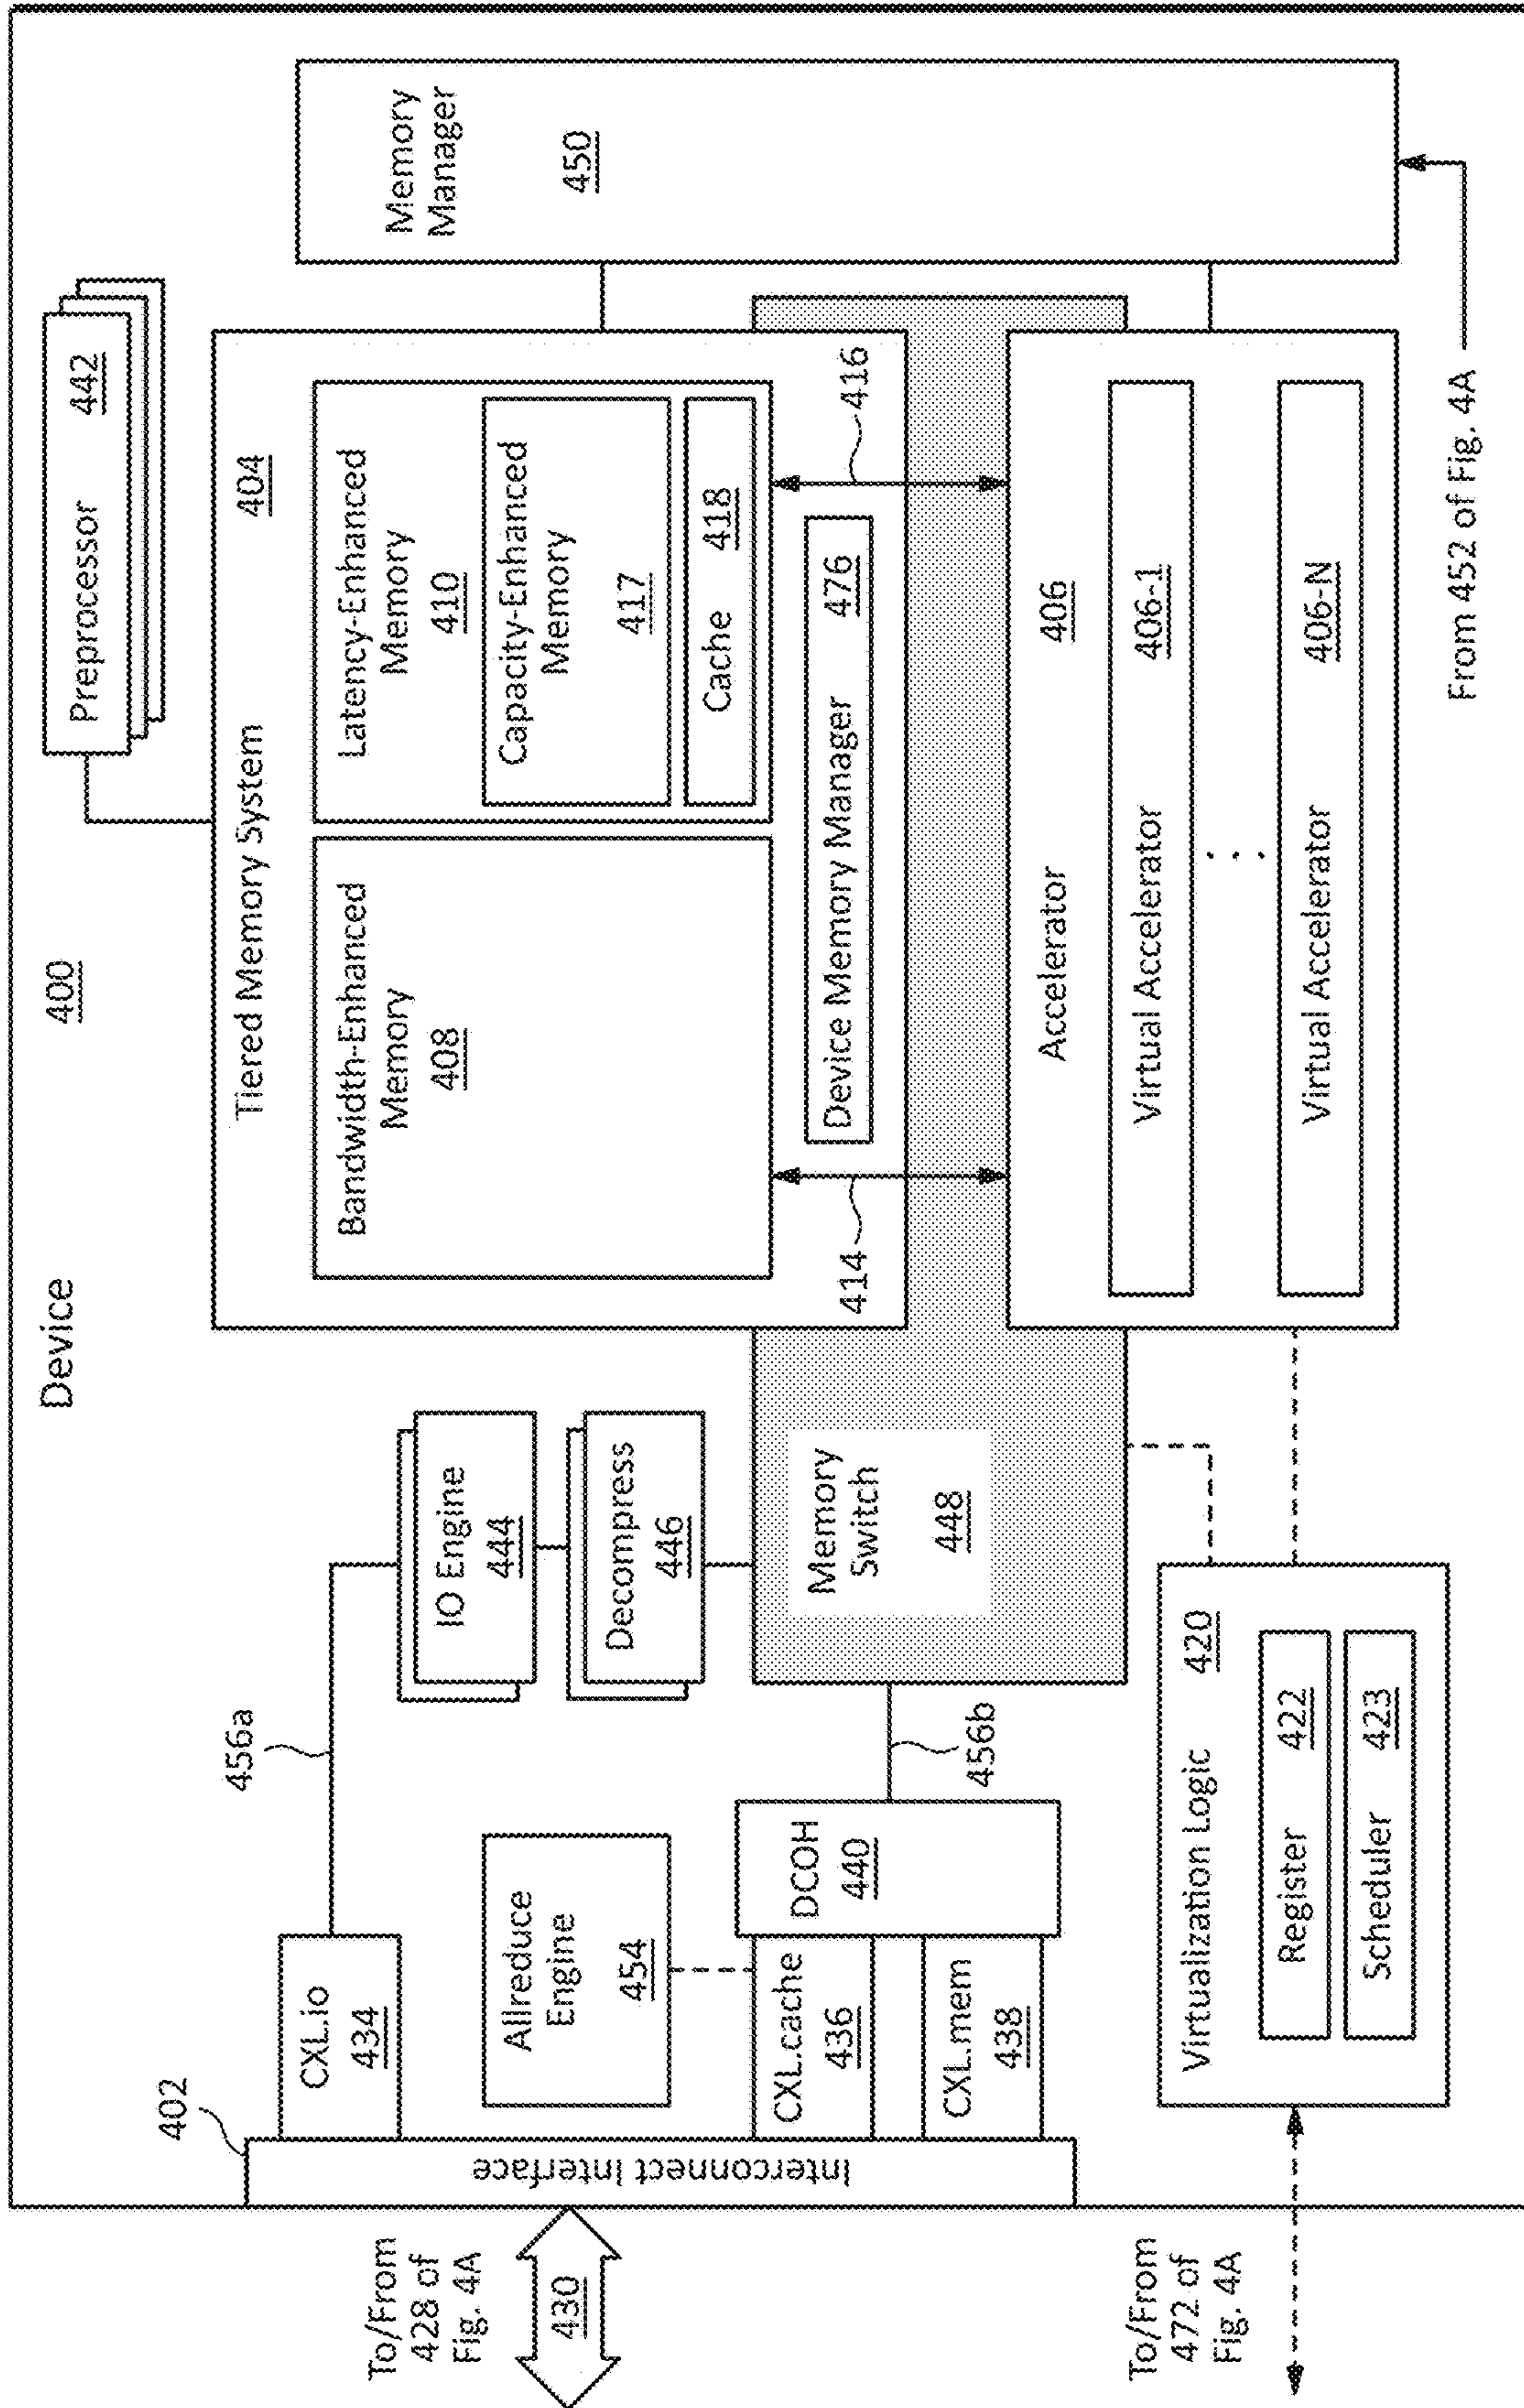 Device
400
Preprocessor 442
Tiered Memory System 404
Bandwidth-Enhanced
Memory
408
Latency-Enhanced
Memory
410
Capacity-Enhanced
Memory
417
Cache 418
Device Memory Manager 476
414
416
Memory
Manager
450
Accelerator 406
Virtual Accelerator 406-1
. . .
Virtual Accelerator 406-N
From 452 of Fig. 4A
402
Interconnect Interface
CXL.io
434
456a
IO Engine
444
Decompress
446
Allreduce
Engine
454
CXL.cache
436
CXL.mem
438
DCOH
440
456b
Memory
Switch
448
Virtualization Logic 420
Register 422
Scheduler 423
To/From
428 of
Fig. 4A
430
To/From
472 of
Fig. 4A